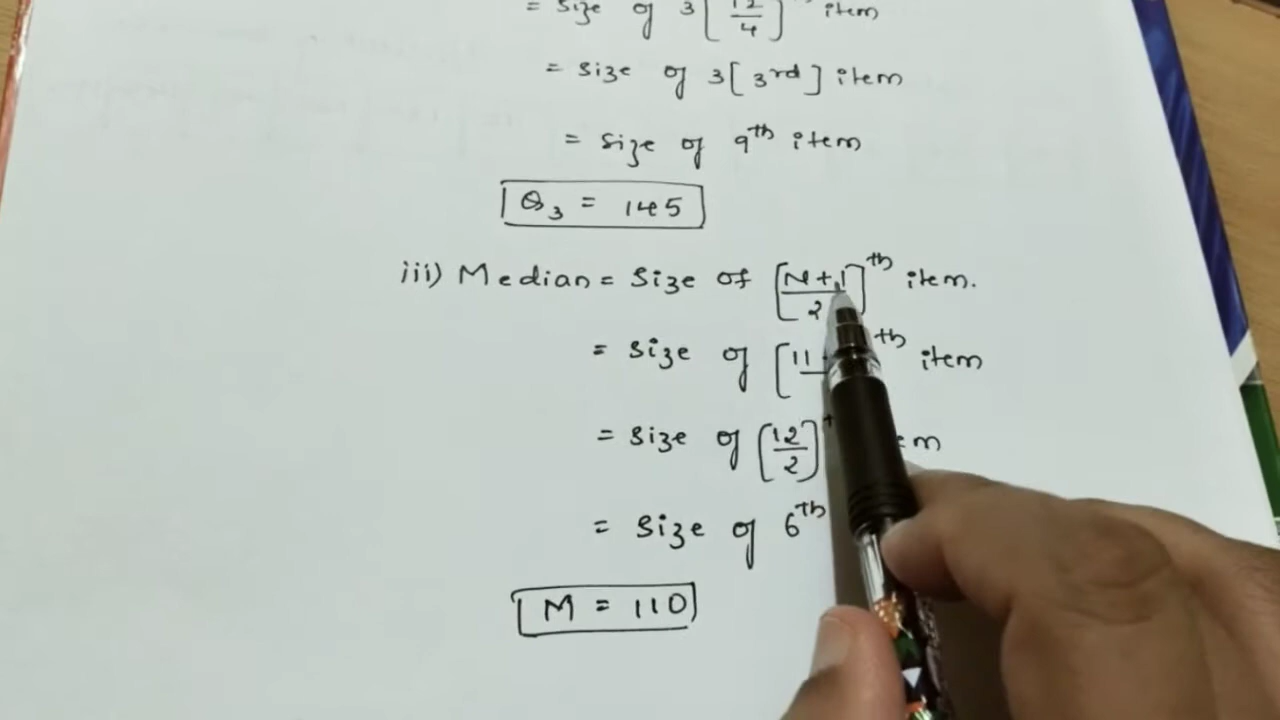 = Size of 3[12/4] item
= Size of 3[3rd] item
= Size of 9th item
Q3 = 145
iii) Median = Size of [N+1/2]th item.
= Size of [11 th item
= Size of [12/2]
= Size of 6th
M = 110